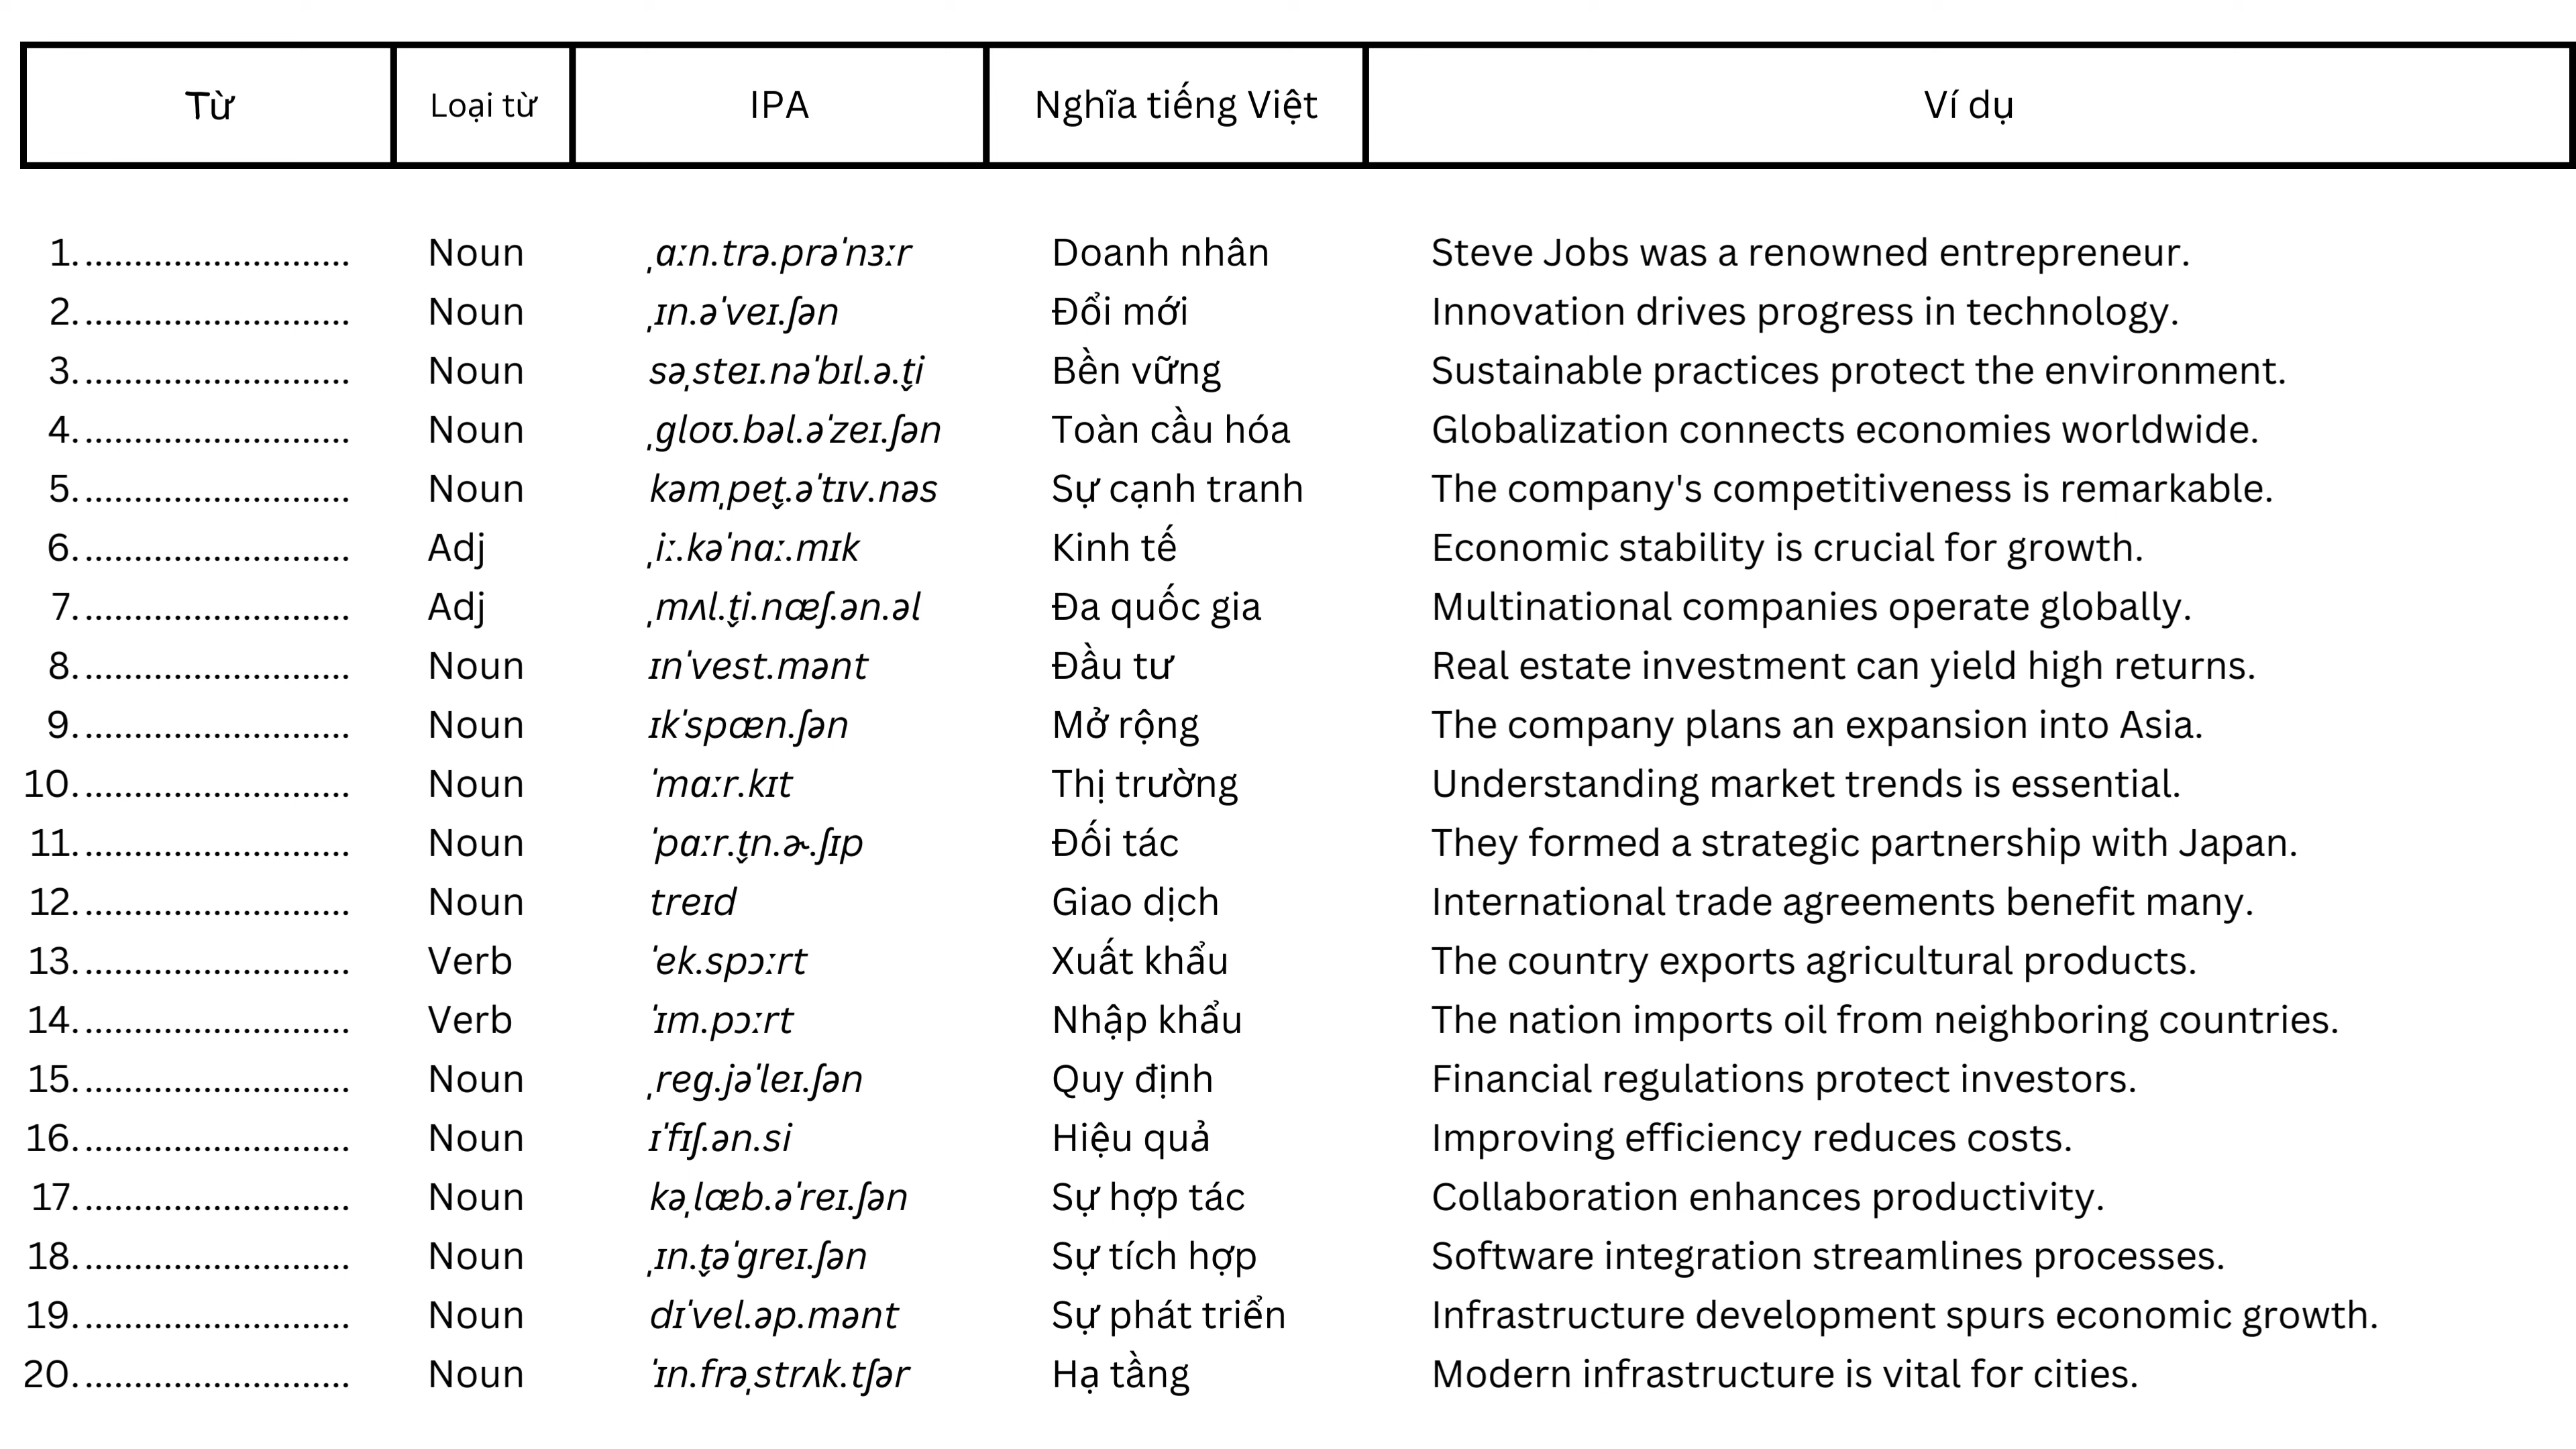 Từ Loại từ IPA Nghĩa tiếng Việt Ví dụ
1........................... Noun ˌɑːn.trə.prəˈnɜːr Doanh nhân Steve Jobs was a renowned entrepreneur.
2........................... Noun ˌɪn.əˈveɪ.ʃən Đổi mới Innovation drives progress in technology.
3........................... Noun səˌsteɪ.nəˈbɪl.ə.t̬i Bền vững Sustainable practices protect the environment.
4........................... Noun ˌɡloʊ.bəl.əˈzeɪ.ʃən Toàn cầu hóa Globalization connects economies worldwide.
5........................... Noun kəmˌpet̬.əˈtɪv.nəs Sự cạnh tranh The company's competitiveness is remarkable.
6........................... Adj ˌiː.kəˈnɑː.mɪk Kinh tế Economic stability is crucial for growth.
7........................... Adj ˌmʌl.t̬i.næʃ.ən.əl Đa quốc gia Multinational companies operate globally.
8........................... Noun ɪnˈvest.mənt Đầu tư Real estate investment can yield high returns.
9........................... Noun ɪkˈspæn.ʃən Mở rộng The company plans an expansion into Asia.
10........................... Noun ˈmɑːr.kɪt Thị trường Understanding market trends is essential.
11........................... Noun ˈpɑːr.t̬n.ɚ.ʃɪp Đối tác They formed a strategic partnership with Japan.
12........................... Noun treɪd Giao dịch International trade agreements benefit many.
13........................... Verb ˈek.spɔːrt Xuất khẩu The country exports agricultural products.
14........................... Verb ˈɪm.pɔːrt Nhập khẩu The nation imports oil from neighboring countries.
15........................... Noun ˌreɡ.jəˈleɪ.ʃən Quy định Financial regulations protect investors.
16........................... Noun ɪˈfɪʃ.ən.si Hiệu quả Improving efficiency reduces costs.
17........................... Noun kəˌlæb.əˈreɪ.ʃən Sự hợp tác Collaboration enhances productivity.
18........................... Noun ˌɪn.t̬əˈɡreɪ.ʃən Sự tích hợp Software integration streamlines processes.
19........................... Noun dɪˈvel.əp.mənt Sự phát triển Infrastructure development spurs economic growth.
20........................... Noun ˈɪn.frəˌstrʌk.tʃər Hạ tầng Modern infrastructure is vital for cities.